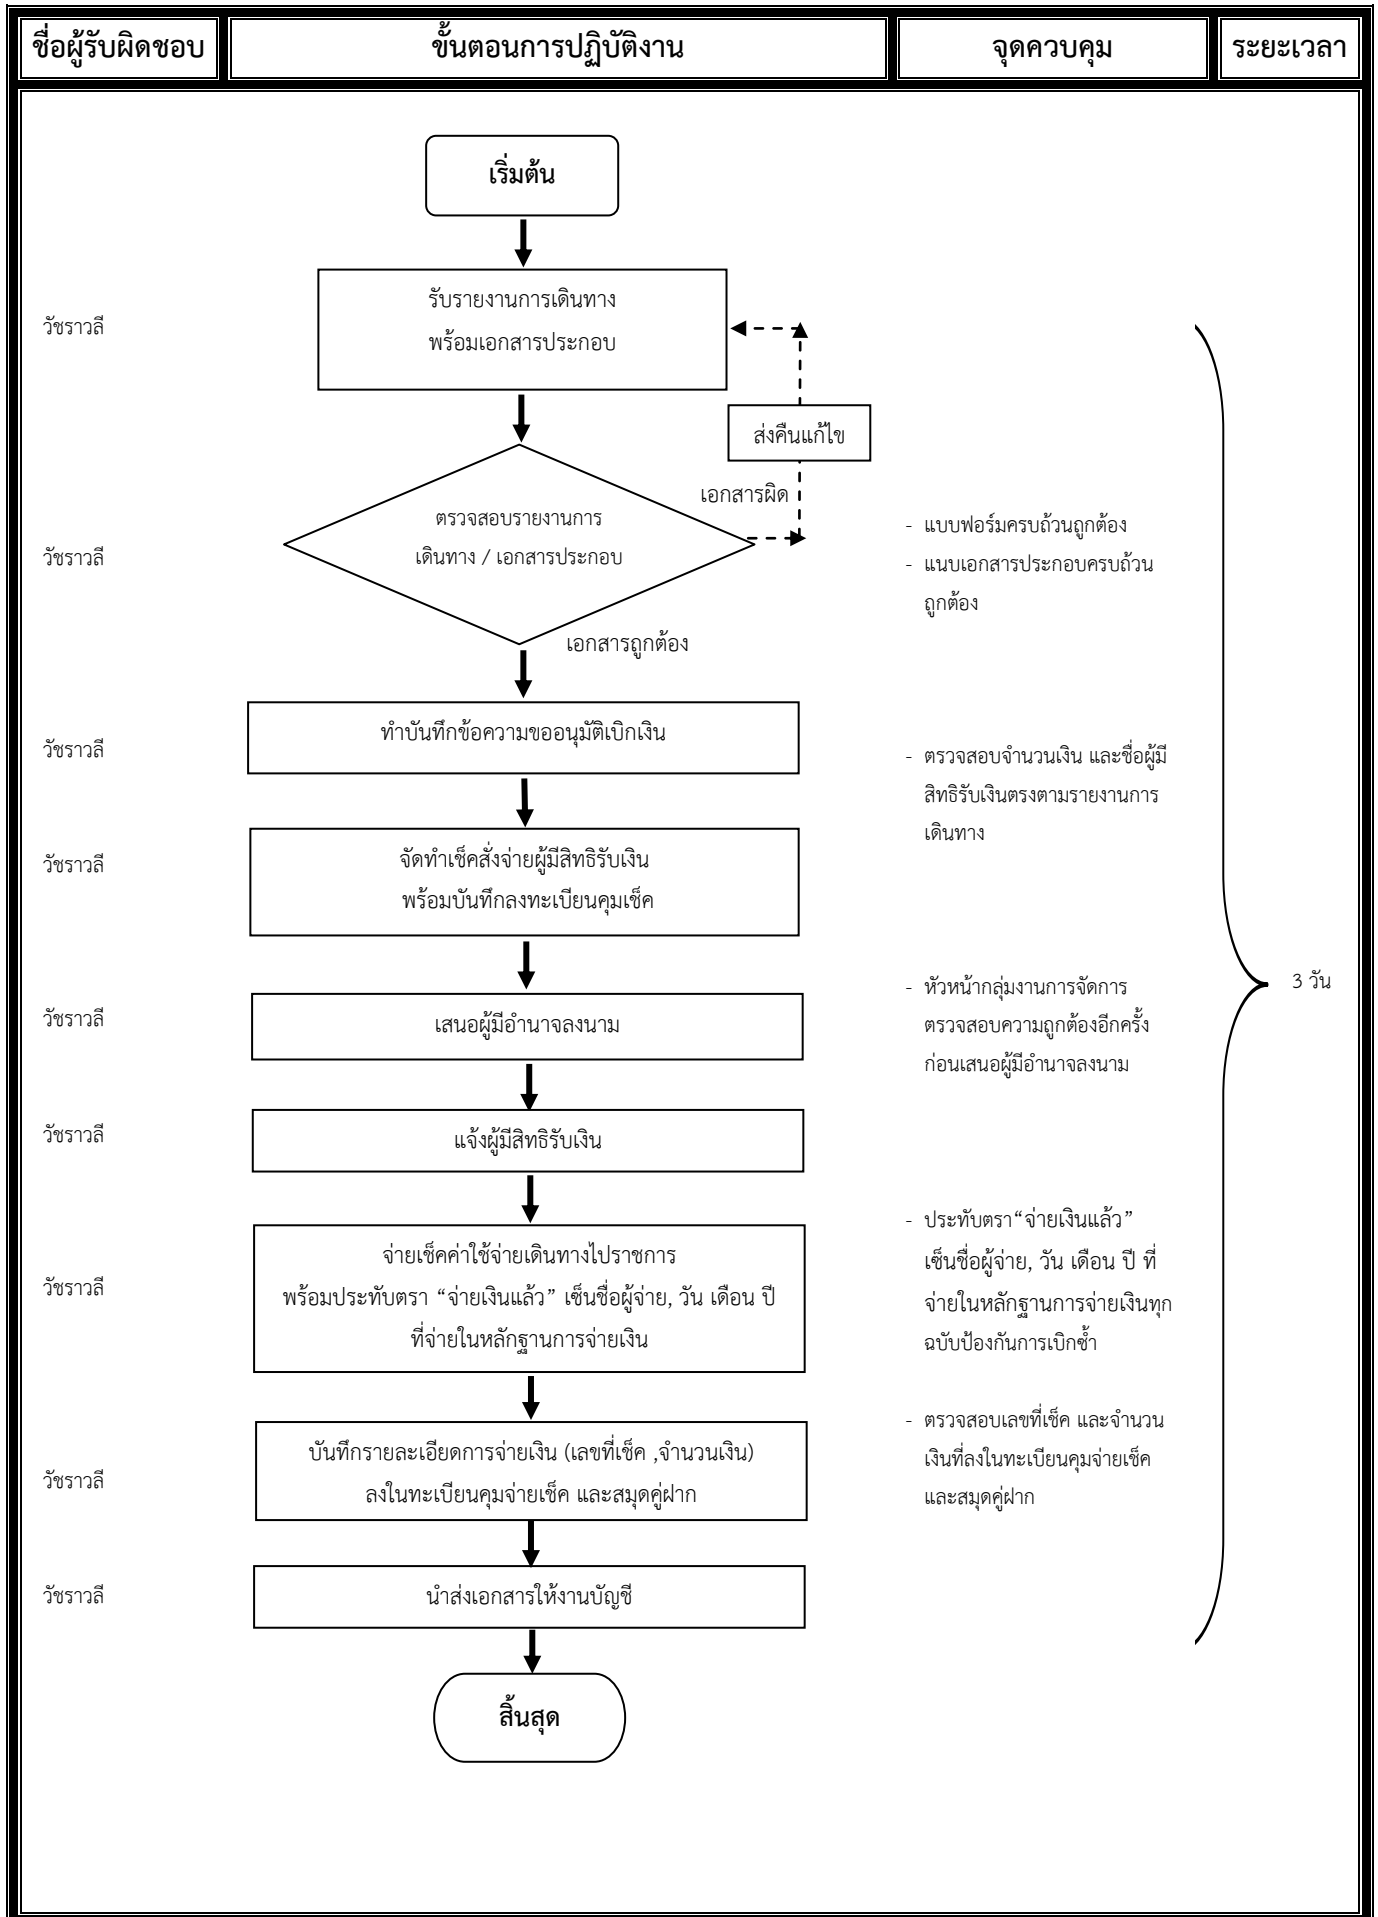 ชื่อผู้รับผิดชอบ ขั้นตอนการปฏิบัติงาน จุดควบคุม ระยะเวลา
เริ่มต้น
วัชราวลี
รับรายงานการเดินทาง
พร้อมเอกสารประกอบ
ส่งคืนแก้ไข
เอกสารผิด
วัชราวลี
ตรวจสอบรายงานการ
เดินทาง / เอกสารประกอบ
- แบบฟอร์มครบถ้วนถูกต้อง
- แนบเอกสารประกอบครบถ้วน
ถูกต้อง
เอกสารถูกต้อง
วัชราวลี
ทำบันทึกข้อความขออนุมัติเบิกเงิน
- ตรวจสอบจำนวนเงิน และชื่อผู้มี
สิทธิรับเงินตรงตามรายงานการ
เดินทาง
วัชราวลี
จัดทำเช็คสั่งจ่ายผู้มีสิทธิรับเงิน
พร้อมบันทึกลงทะเบียนคุมเช็ค
วัชราวลี
เสนอผู้มีอำนาจลงนาม
- หัวหน้ากลุ่มงานการจัดการ
ตรวจสอบความถูกต้องอีกครั้ง
ก่อนเสนอผู้มีอำนาจลงนาม
3 วัน
วัชราวลี
แจ้งผู้มีสิทธิรับเงิน
วัชราวลี
จ่ายเช็คค่าใช้จ่ายเดินทางไปราชการ
พร้อมประทับตรา “จ่ายเงินแล้ว” เซ็นชื่อผู้จ่าย, วัน เดือน ปี
ที่จ่ายในหลักฐานการจ่ายเงิน
- ประทับตรา“จ่ายเงินแล้ว”
เซ็นชื่อผู้จ่าย, วัน เดือน ปี ที่
จ่ายในหลักฐานการจ่ายเงินทุก
ฉบับป้องกันการเบิกซ้ำ
วัชราวลี
บันทึกรายละเอียดการจ่ายเงิน (เลขที่เช็ค ,จำนวนเงิน)
ลงในทะเบียนคุมจ่ายเช็ค และสมุดคู่ฝาก
- ตรวจสอบเลขที่เช็ค และจำนวน
เงินที่ลงในทะเบียนคุมจ่ายเช็ค
และสมุดคู่ฝาก
วัชราวลี
นำส่งเอกสารให้งานบัญชี
สิ้นสุด